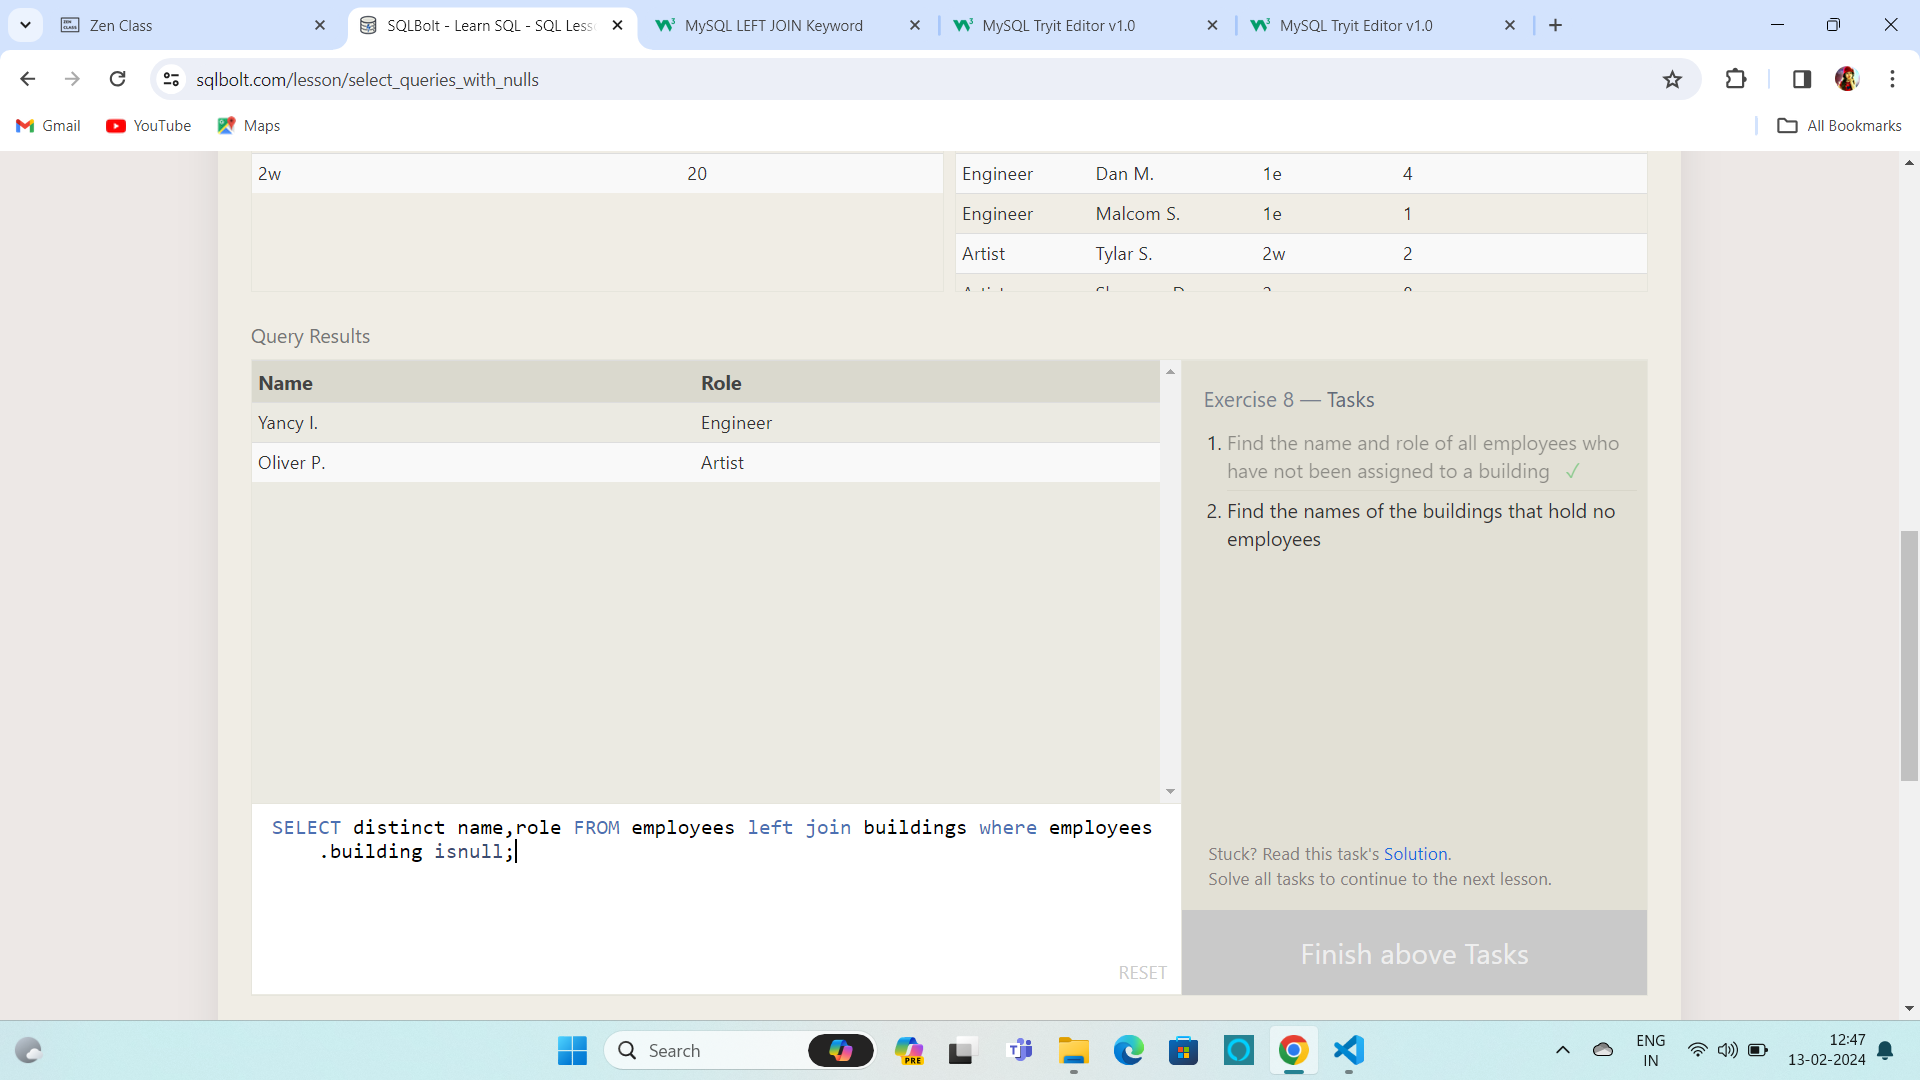 Zen Class
SQLBolt - Learn SQL - SQL Less
MySQL LEFT JOIN Keyword
MySQL Tryit Editor v1.0
MySQL Tryit Editor v1.0
sqlbolt.com/lesson/select_queries_with_nulls
Gmail
YouTube
Maps
All Bookmarks
2w 20
Engineer Dan M. 1e 4
Engineer Malcom S. 1e 1
Artist Tylar S. 2w 2
Query Results
Name Role
Yancy I. Engineer
Oliver P. Artist
Exercise 8 — Tasks
1. Find the name and role of all employees who
have not been assigned to a building ✓
2. Find the names of the buildings that hold no
employees
SELECT distinct name,role FROM employees left join buildings where employees
.building isnull;
RESET
Stuck? Read this task's Solution.
Solve all tasks to continue to the next lesson.
Finish above Tasks
Search
PRE
ENG
IN
12:47
13-02-2024